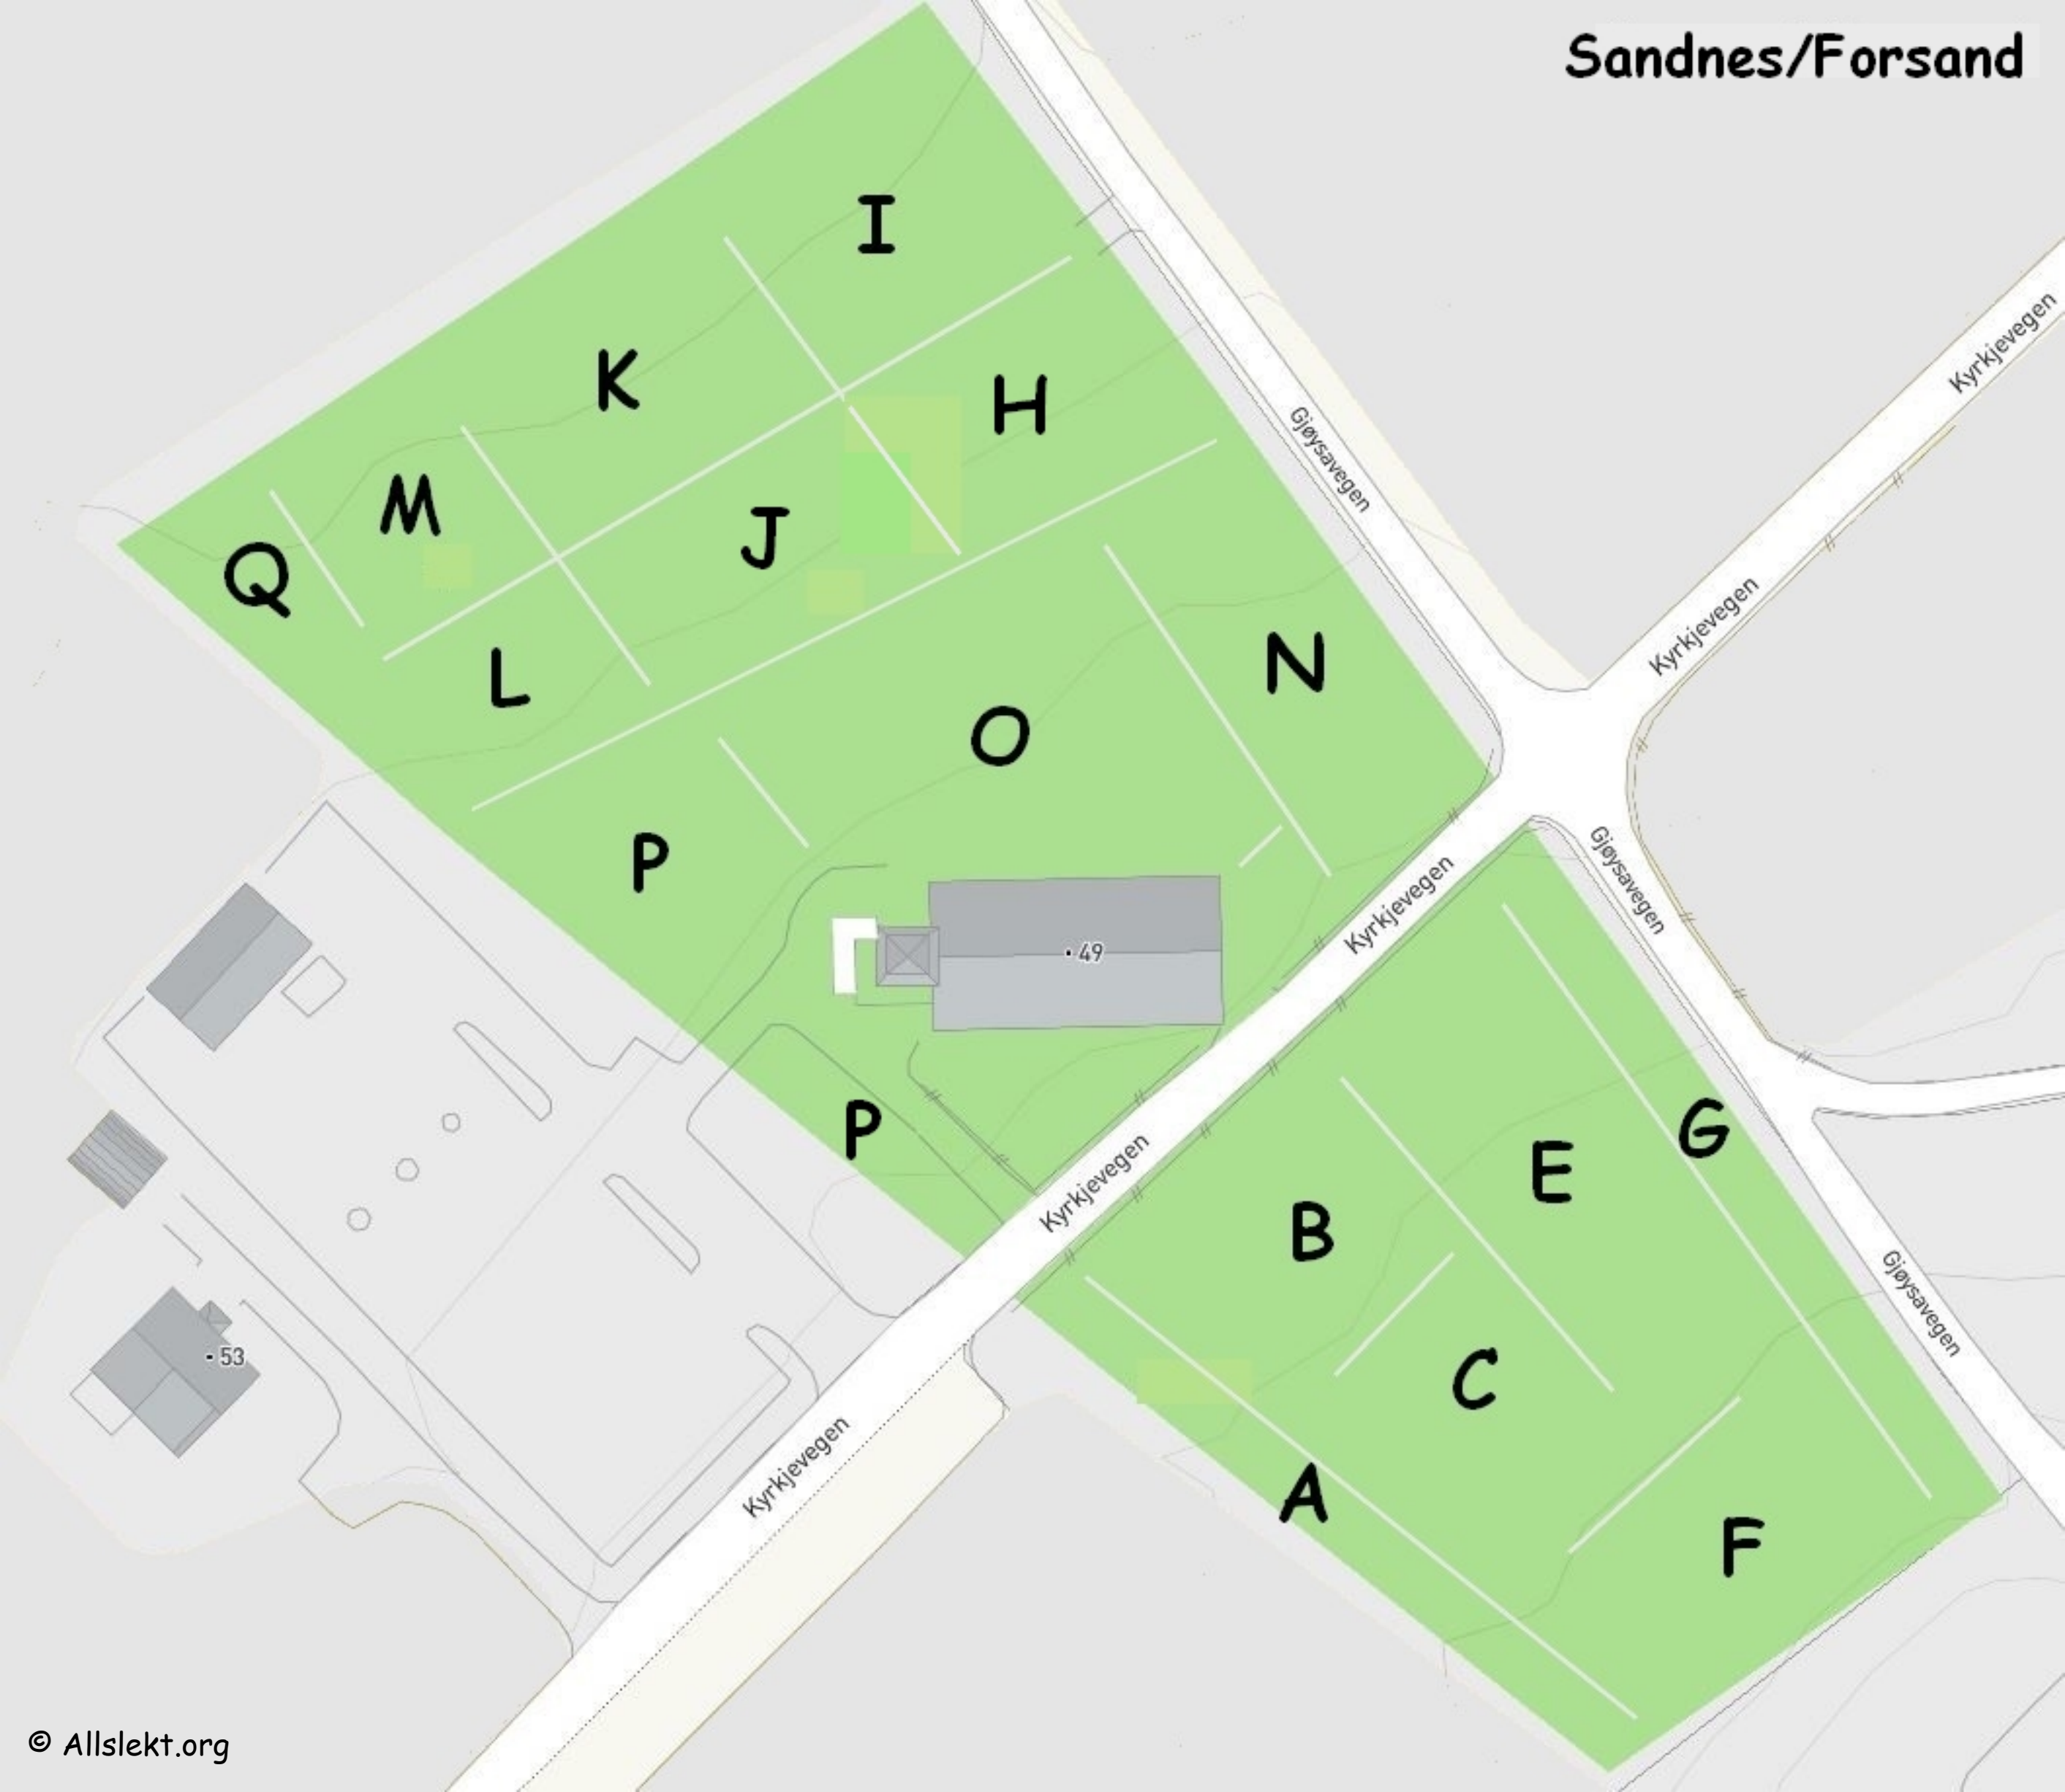 Sandnes/Forsand
I
Kyrkjevegen
K
H
Gjøysavegen
M
J
Q
Kyrkjevegen
N
L
O
P
Gjøysavegen
Kyrkjevegen
49
G
P
E
Kyrkjevegen
B
Gjøysavegen
53
C
Kyrkjevegen
A
F
© Allslekt.org